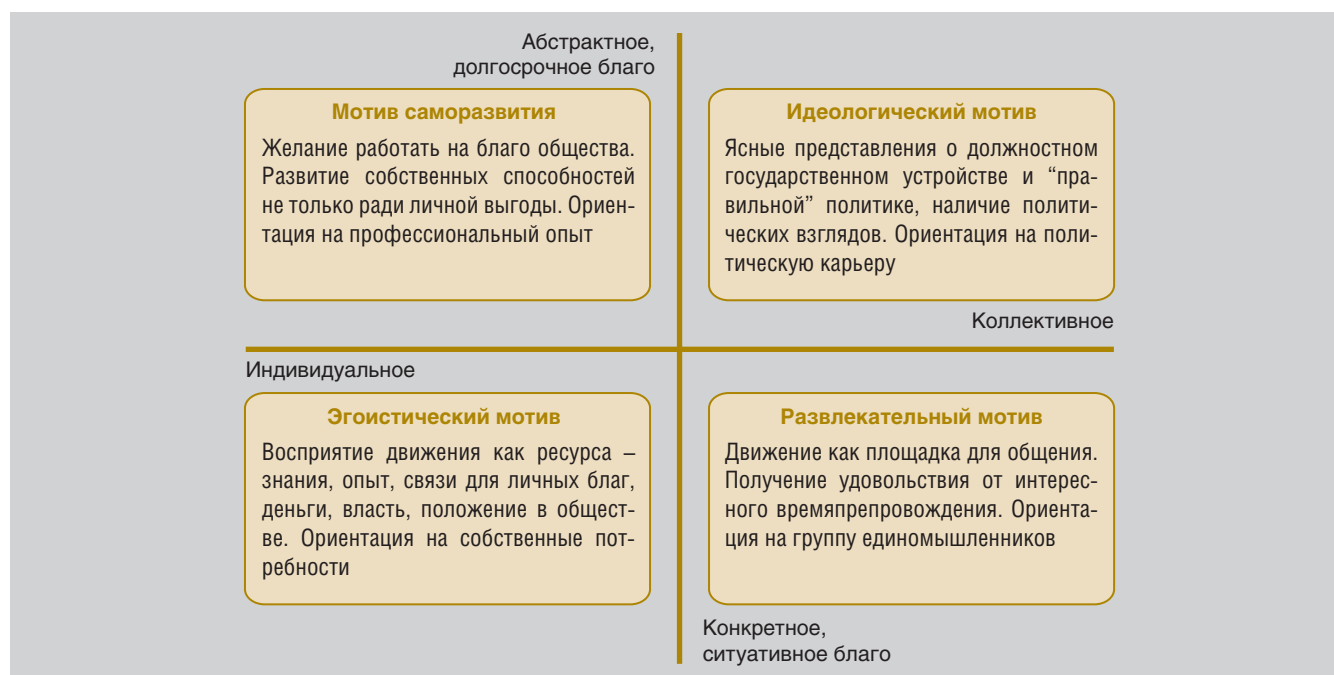 Абстрактное,
долгосрочное благо
Мотив саморазвития
Желание работать на благо общества.
Развитие собственных способностей
не только ради личной выгоды. Ориен-
тация на профессиональный опыт
Идеологический мотив
Ясные представления о должностном
государственном устройстве и “пра-
вильной” политике, наличие полити-
ческих взглядов. Ориентация на поли-
тическую карьеру
Коллективное
Индивидуальное
Эгоистический мотив
Восприятие движения как ресурса –
знания, опыт, связи для личных благ,
деньги, власть, положение в общест-
ве. Ориентация на собственные пот-
ребности
Развлекательный мотив
Движение как площадка для общения.
Получение удовольствия от интерес-
ного времяпрепровождения. Ориента-
ция на группу единомышленников
Конкретное,
ситуативное благо